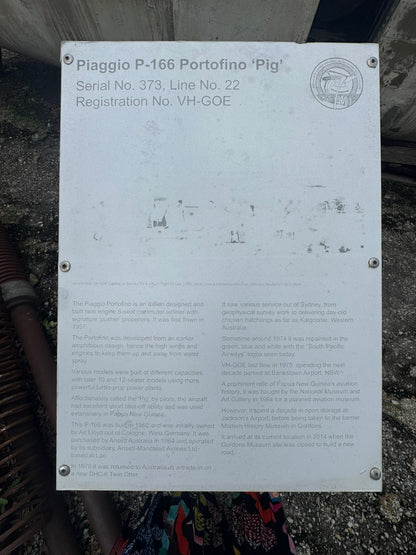 Piaggio P-166 Portofino 'Pig'
Serial No. 373, Line No. 22
Registration No. VH-GOE
The Piaggio Portofino is an Italian designed and
built twin engine 8-seat commuter airliner with
signature 'pusher' propellers. It was first flown in
1957.
The Portofino was developed from an earlier
amphibious design, hence the high wings and
engines to keep them up and away from water
spray.
Various models were built of different capacities,
with later 10 and 12-seater models using more
powerful turbo-prop power plants.
Affectionately called the 'Pig' by pilots, the aircraft
had excellent short take-off ability and was used
extensively in Papua New Guinea.
This P-166 was built in 1960 and was initially owned
by Air Lloyd out of Cologne, West Germany. It was
purchased by Ansett Australia in 1964 and operated
by its subsidiary, Ansett-Mandated Airlines Ltd
based in Lae.
In 1970 it was returned to Australia as a trade-in on
a new DHC-6 Twin Otter.
It saw various service out of Sydney, from
geophysical survey work to delivering day-old
chicken hatchlings as far as Kalgoorlie, Western
Australia.
Sometime around 1974 it was repainted in the
green, blue and white with the 'South Pacific
Airways' logos seen today.
VH-GOE last flew in 1975, spending the next
decade parked at Bankstown Airport, NSW.
A prominent relic of Papua New Guinea's aviation
history, it was bought by the National Museum and
Art Gallery in 1984 for a planned aviation museum.
However, it spent a decade in open storage at
Jackson's Airport, before being taken to the former
Modern History Museum in Gordons.
It arrived at its current location in 2014 when the
Gordons Museum site was closed to build a new
road.